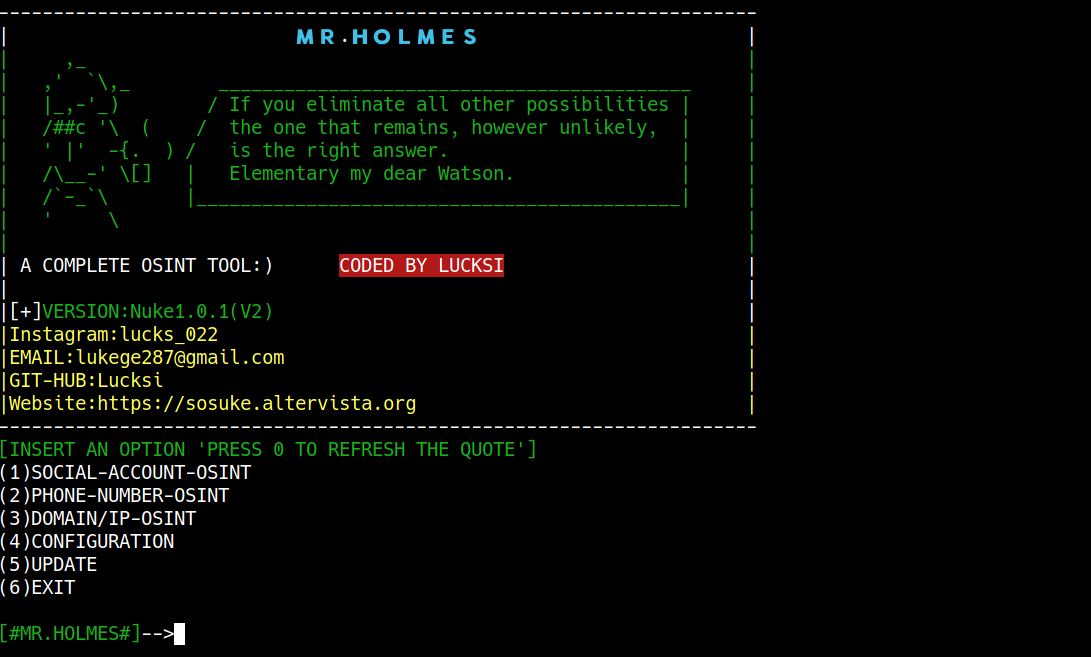 MR.HOLMES
If you eliminate all other possibilities
the one that remains, however unlikely,
is the right answer.
Elementary my dear Watson.
A COMPLETE OSINT TOOL:) CODED BY LUCKSI
[+]VERSION:Nuke1.0.1(V2)
Instagram:lucks_022
EMAIL:lukege287@gmail.com
GIT-HUB:Lucksi
Website:https://sosuke.altervista.org
[INSERT AN OPTION 'PRESS 0 TO REFRESH THE QUOTE']
(1)SOCIAL-ACCOUNT-OSINT
(2)PHONE-NUMBER-OSINT
(3)DOMAIN/IP-OSINT
(4)CONFIGURATION
(5)UPDATE
(6)EXIT
[#MR.HOLMES#]-->